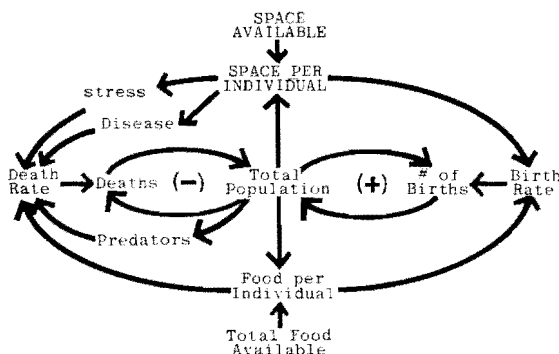 SPACE
AVAILABLE
SPACE PER
INDIVIDUAL
stress
Disease
Death
Rate
Deaths
(-)
Total
Population
(+)
# of
Births
Birth
Rate
Predators
Food per
Individual
Total Food
Available